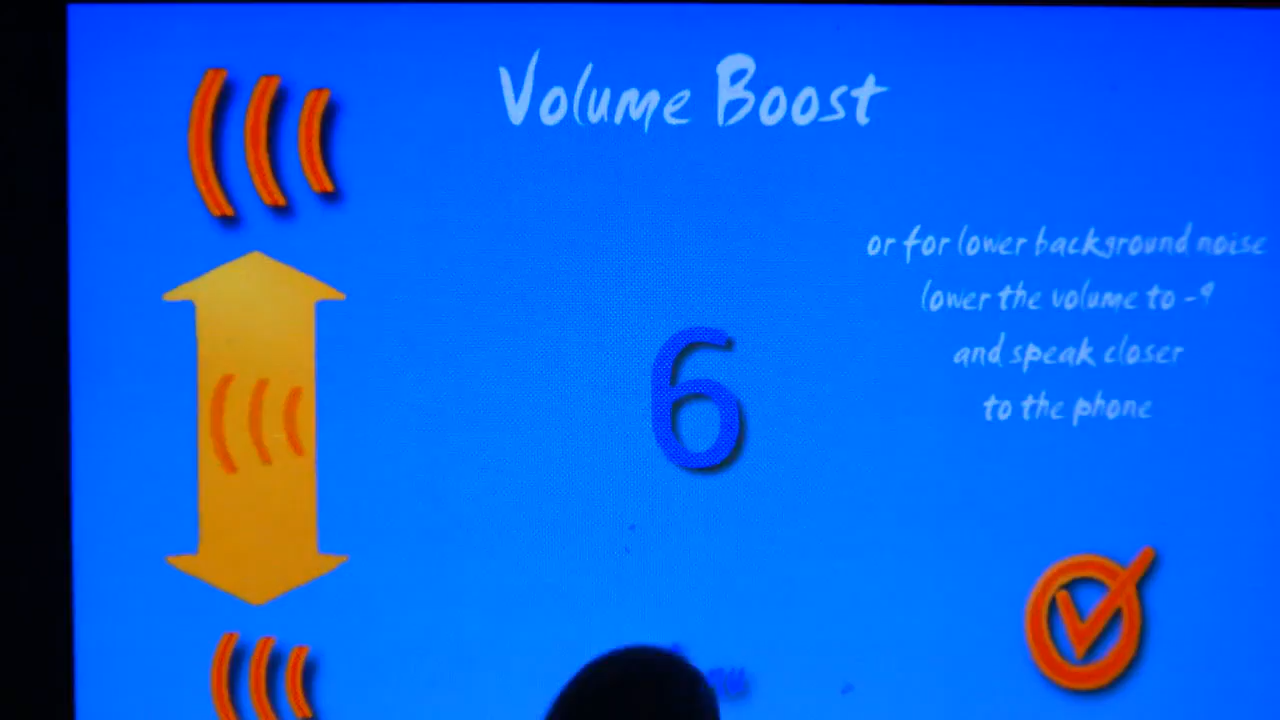 Volume Boost
or for lower background noise
lower the volume to -9
and speak closer
to the phone
6